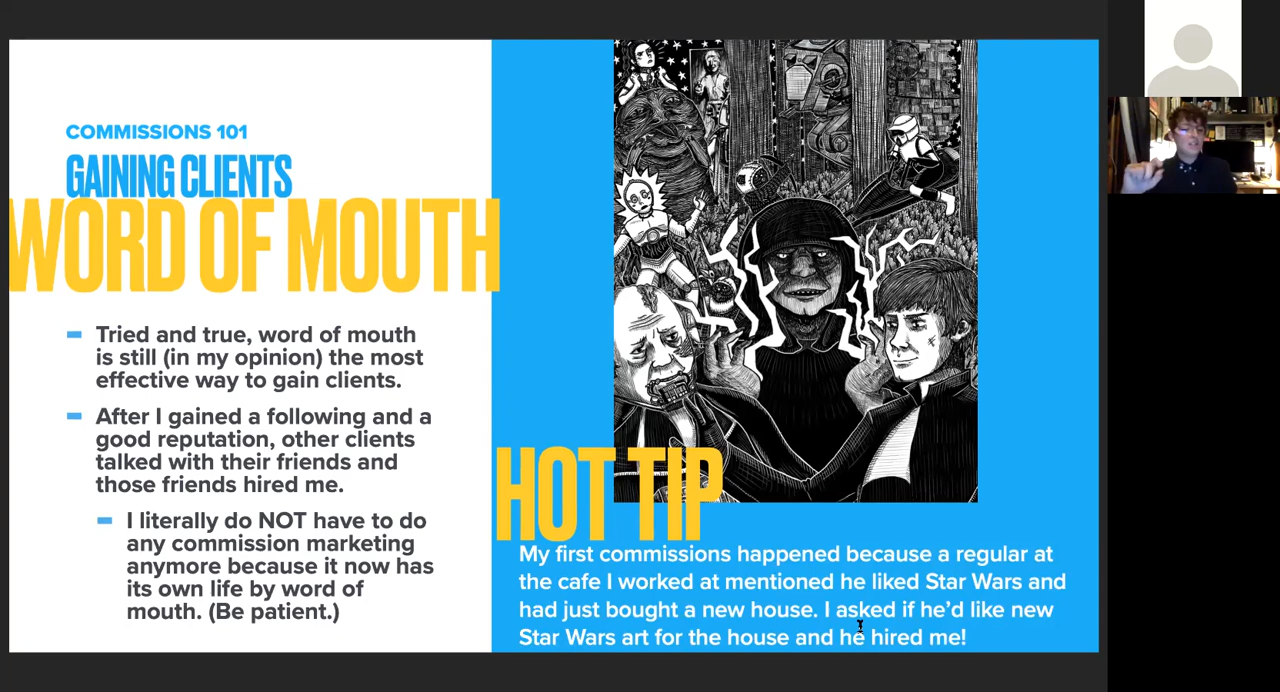 COMMISSIONS 101
GAINING CLIENTS
WORD OF MOUTH
Tried and true, word of mouth
is still (in my opinion) the most
effective way to gain clients.
After I gained a following and a
good reputation, other clients
talked with their friends and
those friends hired me.
I literally do NOT have to do
any commission marketing
anymore because it now has
its own life by word of
mouth. (Be patient.)
HOT TIP
My first commissions happened because a regular at
the cafe I worked at mentioned he liked Star Wars and
had just bought a new house. I asked if he’d like new
Star Wars art for the house and he hired me!